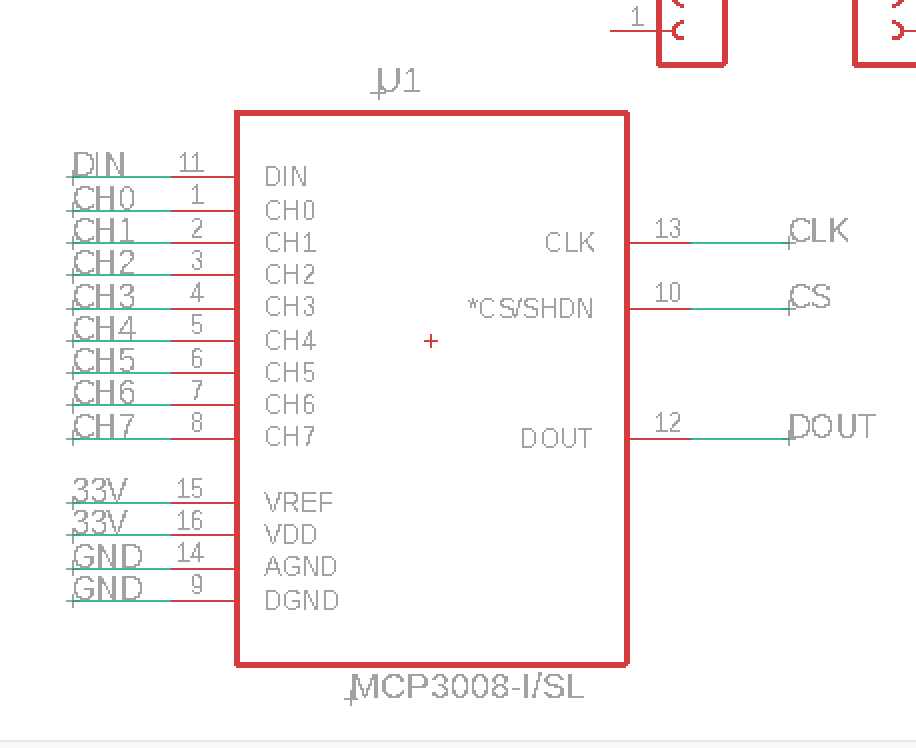 1
U1
DIN 11 DIN
CH0 1 CH0
CH1 2 CH1 CLK 13 CLK
CH2 3 CH2
CH3 4 CH3 *CS/SHDN 10 CS
CH4 5 CH4
CH5 6 CH5
CH6 7 CH6
CH7 8 CH7 DOUT 12 DOUT
33V 15 VREF
33V 16 VDD
GND 14 AGND
GND 9 DGND
MCP3008-I/SL